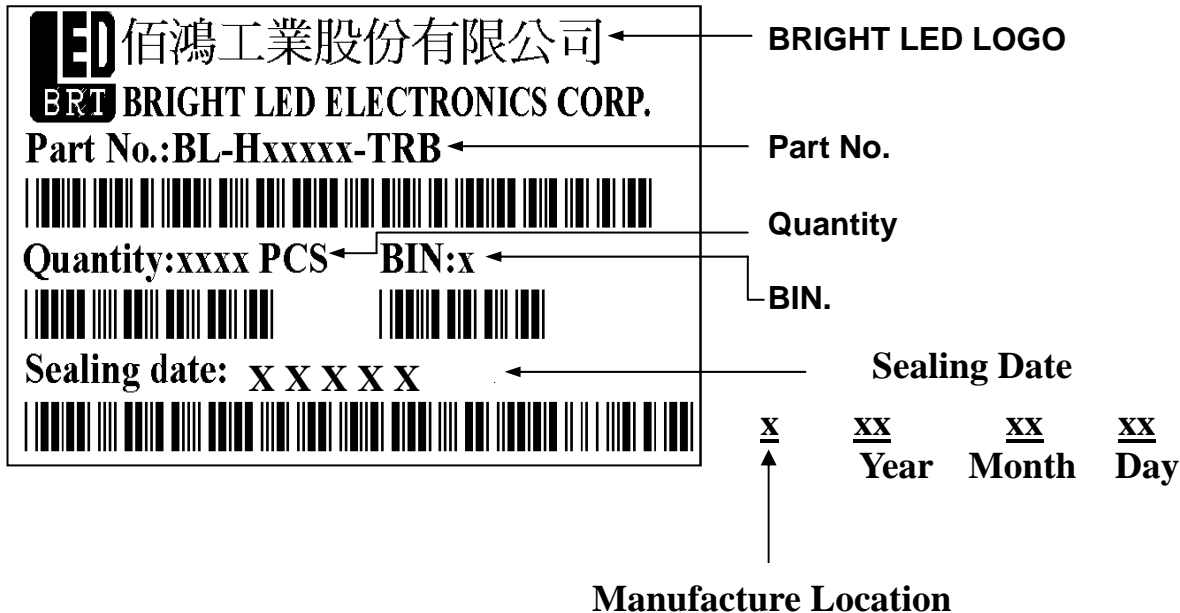 LED 佰鴻工業股份有限公司 BRIGHT LED LOGO
BRT BRIGHT LED ELECTRONICS CORP.
Part No.:BL-Hxxxxx-TRB Part No.
Quantity
Quantity:xxxx PCS BIN:x
BIN.
Sealing date: X X X X X Sealing Date
x xx xx xx
Year Month Day
Manufacture Location